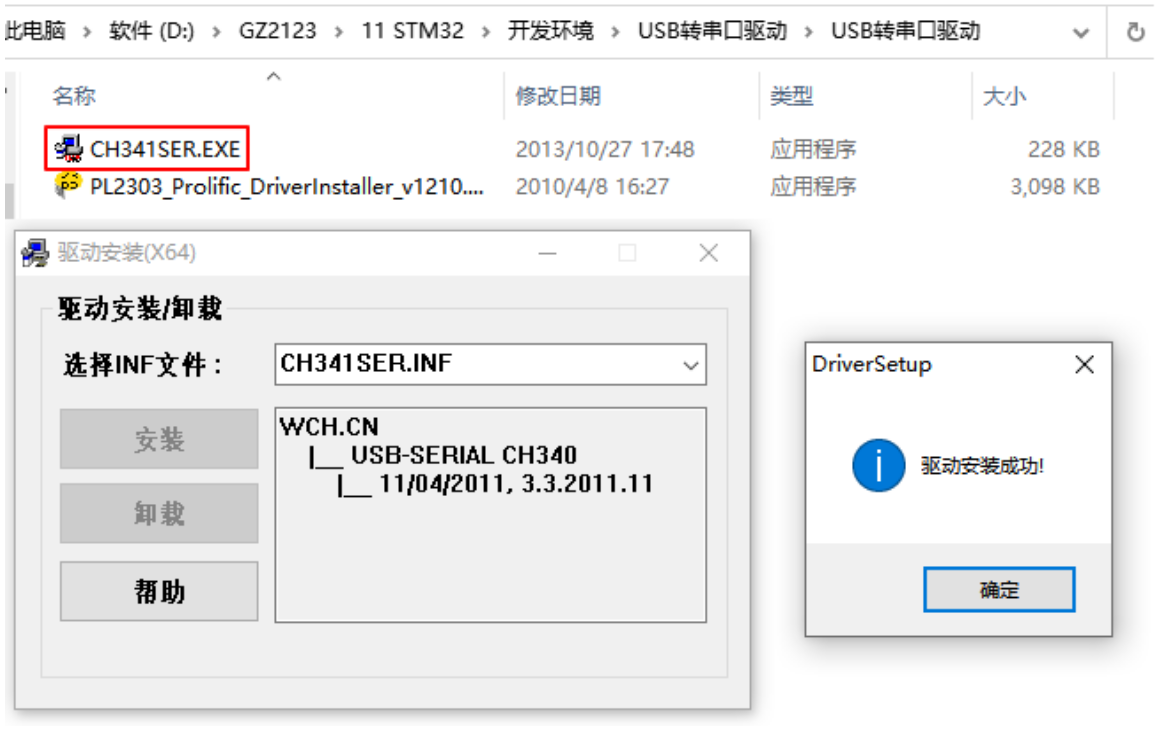 此电脑 › 软件 (D:) › GZ2123 › 11 STM32 › 开发环境 › USB转串口驱动 › USB转串口驱动
名称 修改日期 类型 大小
CH341SER.EXE 2013/10/27 17:48 应用程序 228 KB
PL2303_Prolific_DriverInstaller_v1210.... 2010/4/8 16:27 应用程序 3,098 KB
驱动安装(X64)
驱动安装/卸载
选择INF文件: CH341SER.INF
安装
卸载
帮助
WCH.CN
|__ USB-SERIAL CH340
|__ 11/04/2011, 3.3.2011.11
DriverSetup
驱动安装成功!
确定